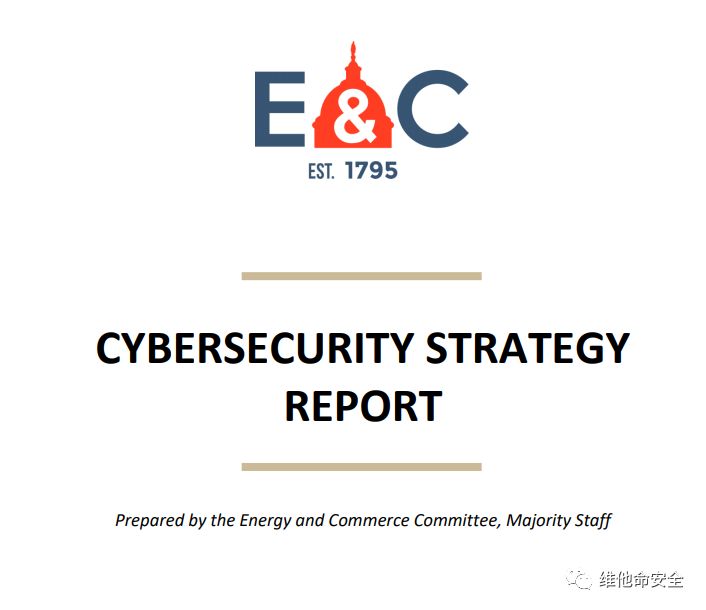 E&C
EST. 1795
CYBERSECURITY STRATEGY
REPORT
Prepared by the Energy and Commerce Committee, Majority Staff
维他命安全